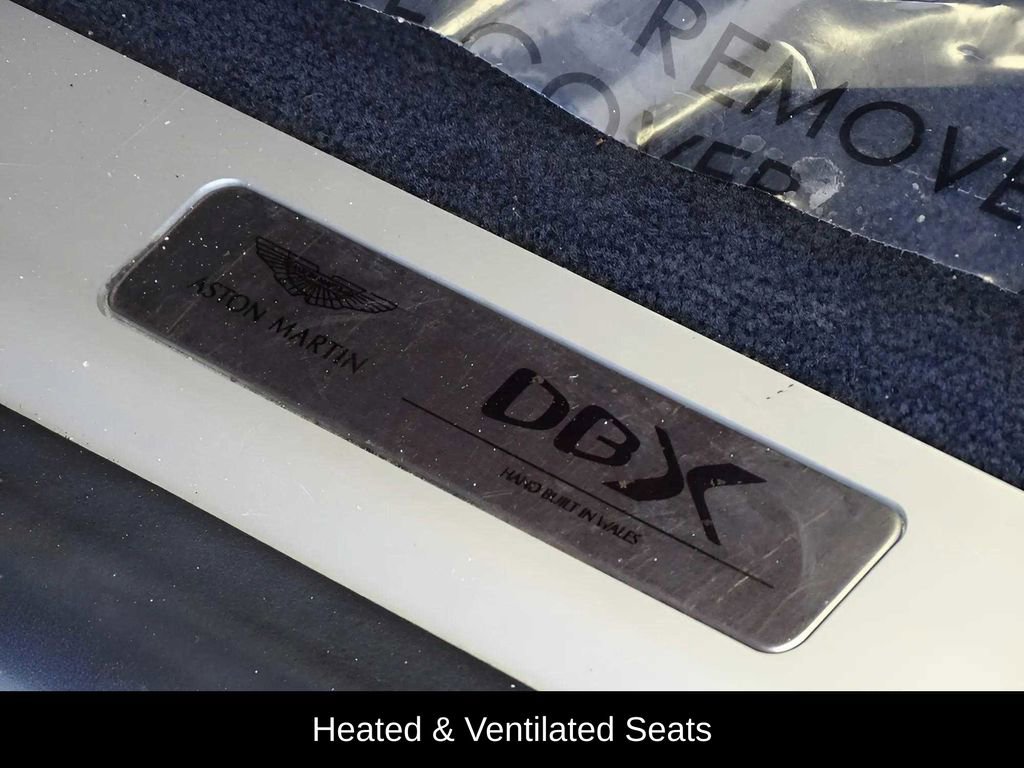 REMOVE
COVER
ASTON MARTIN
DBX
HAND BUILT IN WALES
Heated & Ventilated Seats